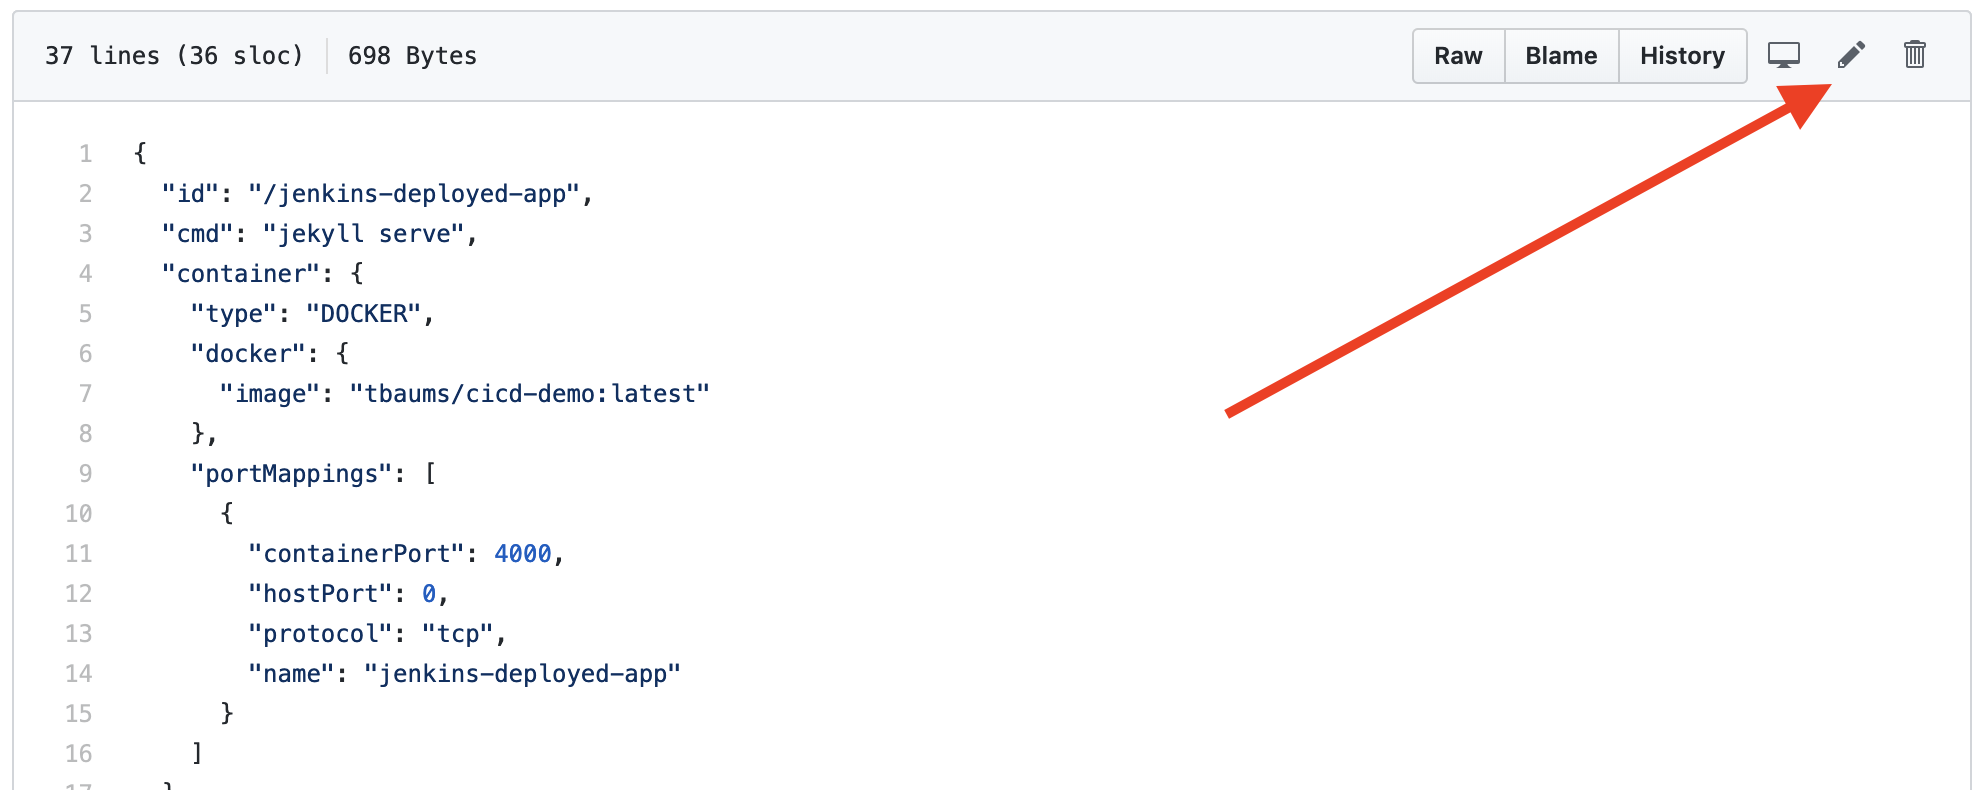 37 lines (36 sloc) 698 Bytes Raw Blame History
1 {
2 "id": "/jenkins-deployed-app",
3 "cmd": "jekyll serve",
4 "container": {
5 "type": "DOCKER",
6 "docker": {
7 "image": "tbaums/cicd-demo:latest"
8 },
9 "portMappings": [
10 {
11 "containerPort": 4000,
12 "hostPort": 0,
13 "protocol": "tcp",
14 "name": "jenkins-deployed-app"
15 }
16 ]
17 }